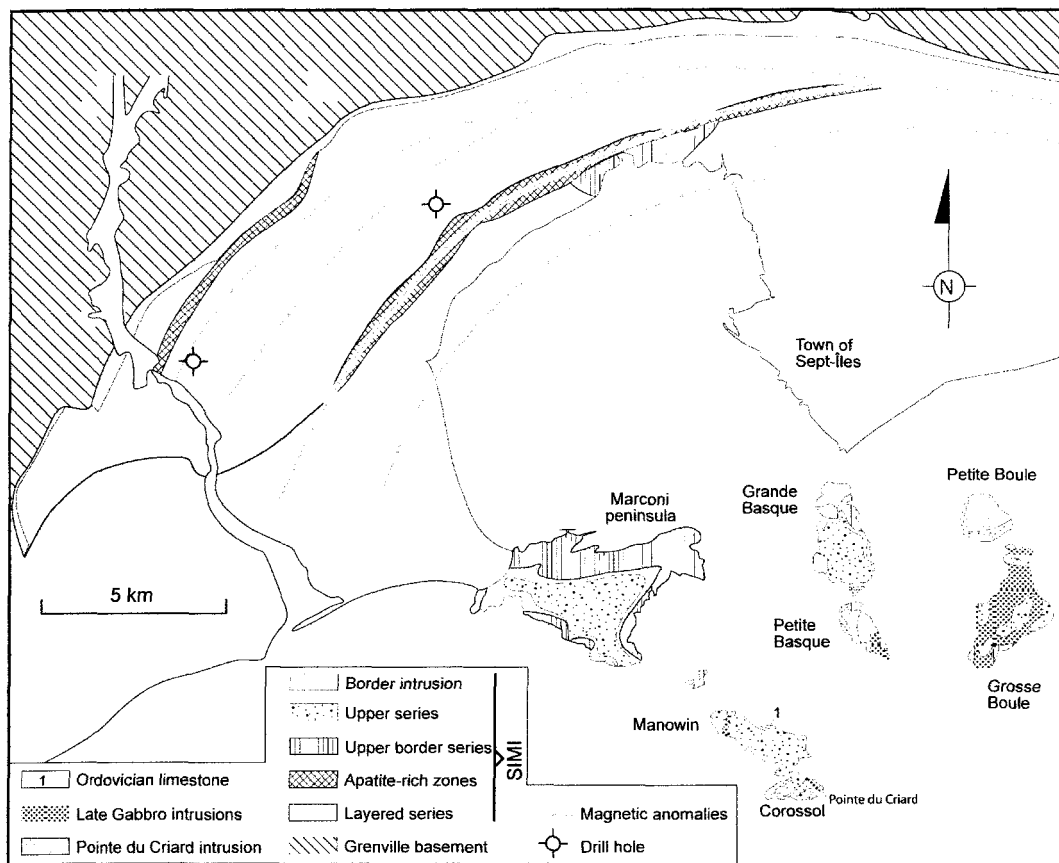 N
Town of
Sept-Îles
Grande
Basque
Petite Boule
Marconi
peninsula
5 km
Petite
Basque
Grosse
Boule
Manowin
1
Corossol
Pointe du Criard
Border intrusion
Upper series
Upper border series
Apatite-rich zones
Layered series
SIMI
1 Ordovician limestone
Late Gabbro intrusions
Pointe du Criard intrusion
Grenville basement
Magnetic anomalies
Drill hole